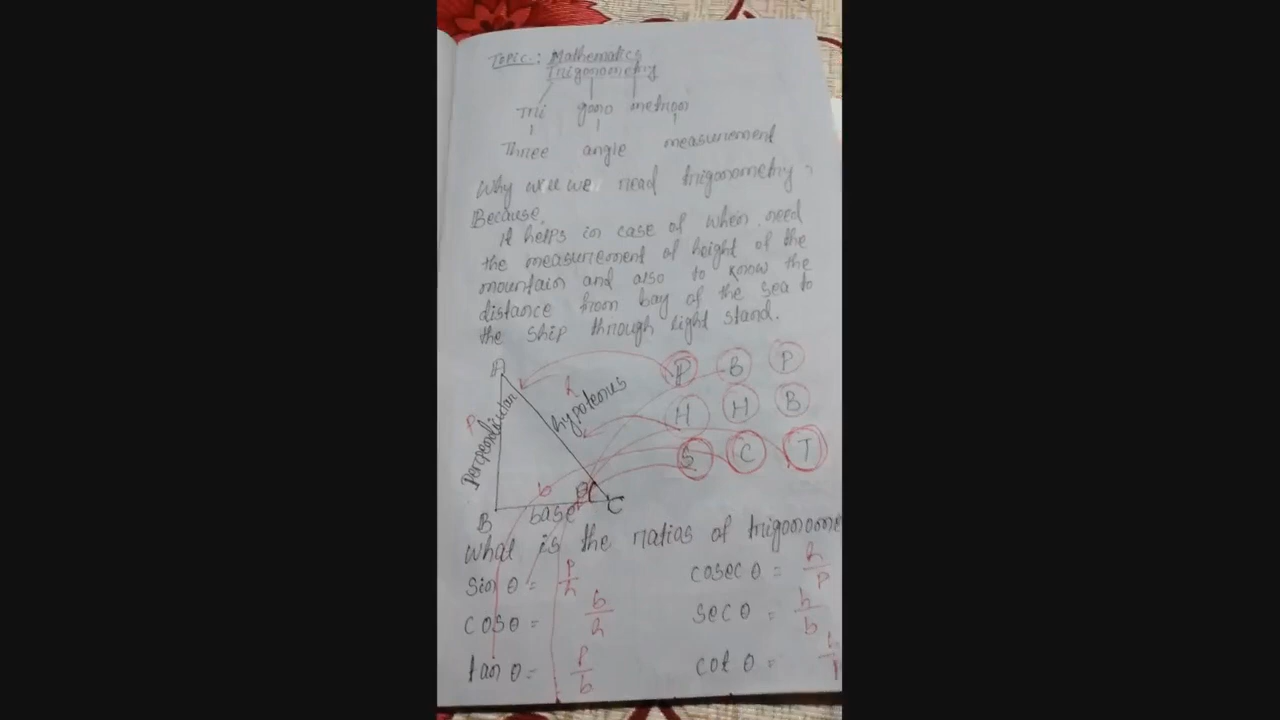 Topic: Mathematics
Trigonometry
Tri gono metron
Three angle measurement
Why will we read trigonometry?
Because,
It helps in case of when need
the measurement of height of the
mountain and also to know the
distance from bay of the sea to
the ship through light stand.
A
P B P
h
hypotenus
H H B
P
Perpendicular
S C T
b
θ
B base C
What is the ratios of trigonome
sin θ = p/h cosec θ = h/p
cos θ = b/h sec θ = h/b
tan θ = p/b cot θ =